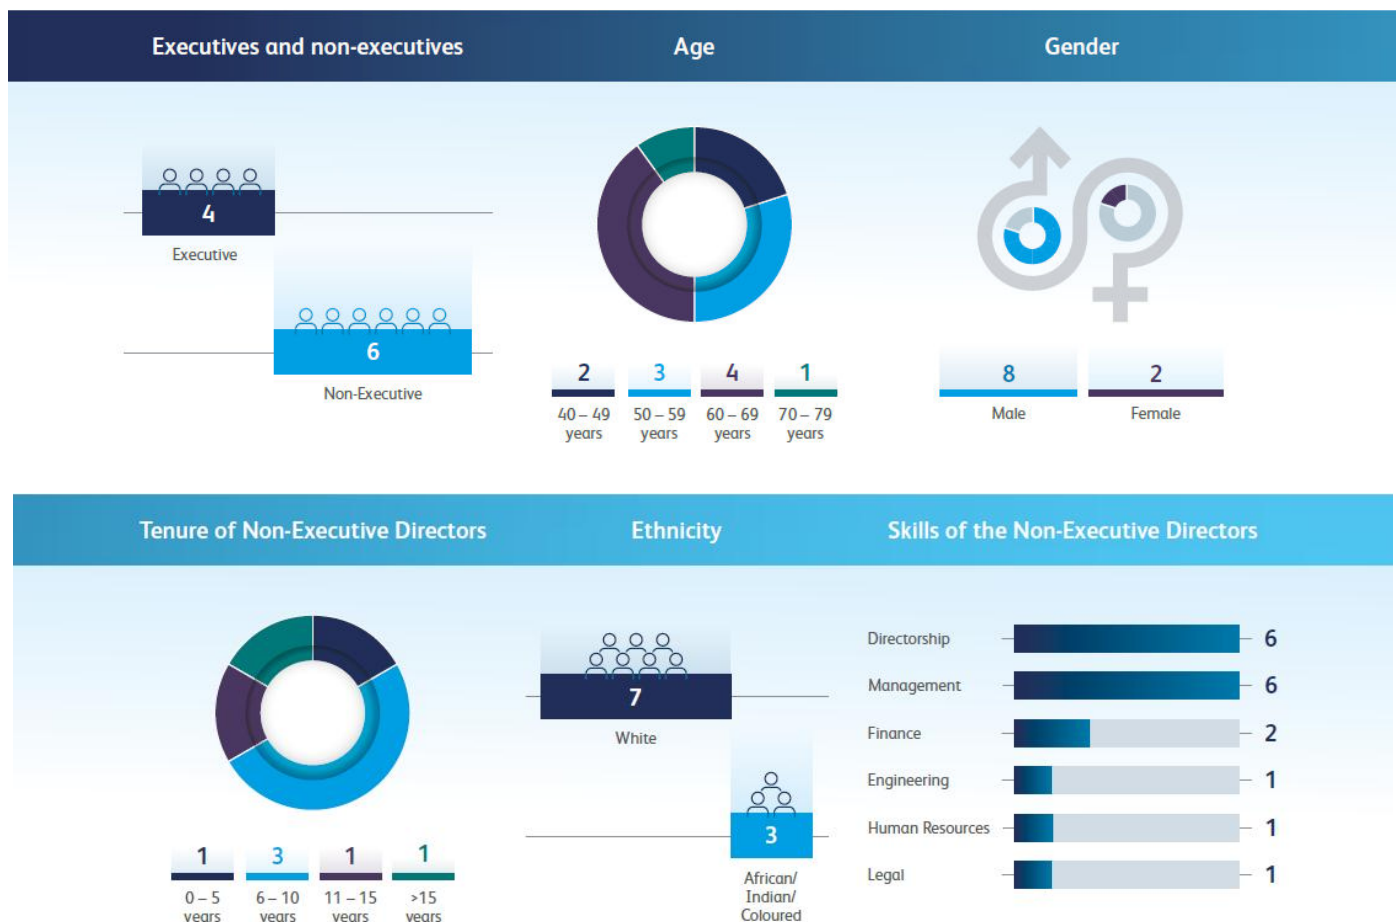 Executives and non-executives
4
Executive
6
Non-Executive
Age
2
3
4
1
40 – 49
years
50 – 59
years
60 – 69
years
70 – 79
years
Gender
8
Male
2
Female
Tenure of Non-Executive Directors
1
3
1
1
0 – 5
years
6 – 10
years
11 – 15
years
>15
years
Ethnicity
7
White
3
African/
Indian/
Coloured
Skills of the Non-Executive Directors
Directorship 6
Management 6
Finance 2
Engineering 1
Human Resources 1
Legal 1